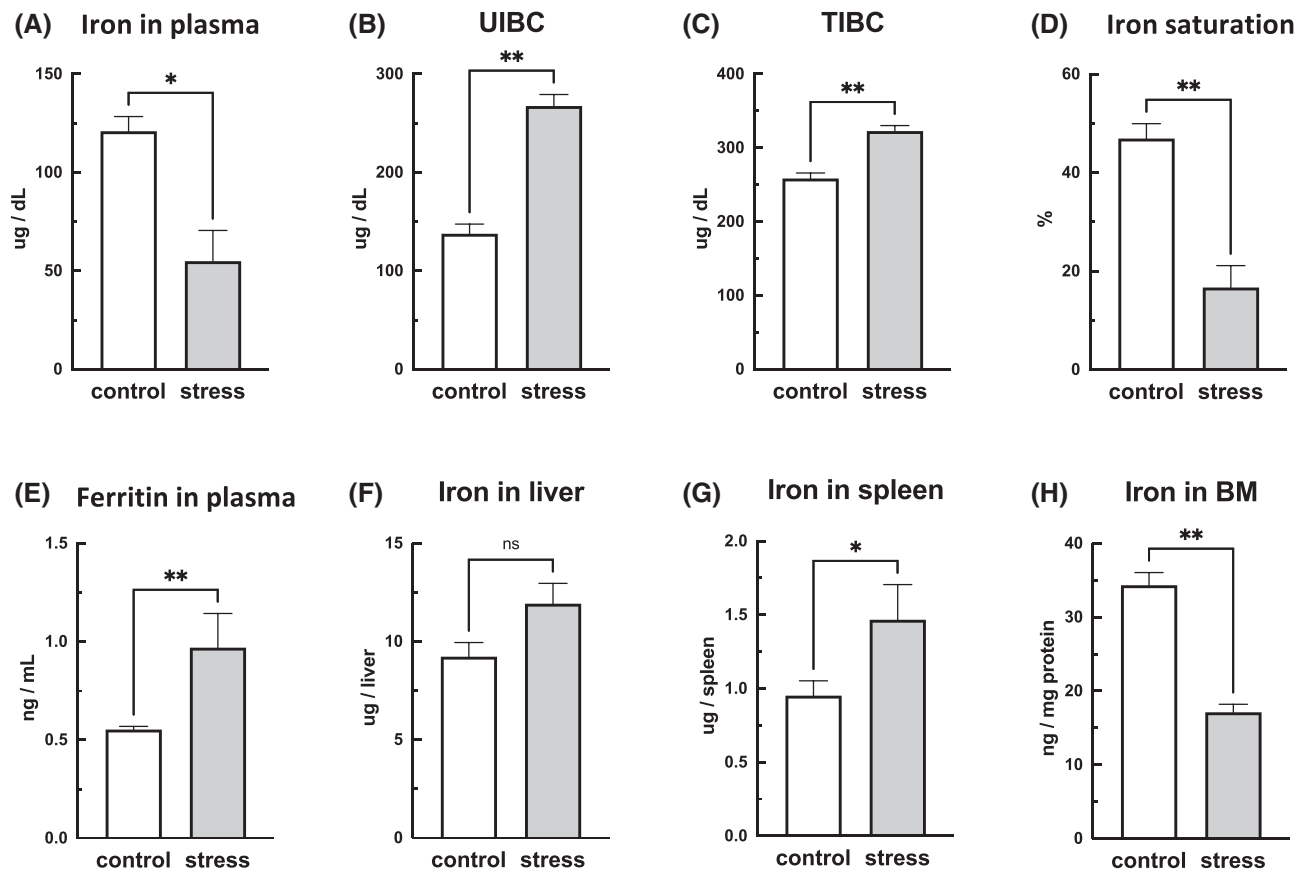 (A) Iron in plasma
150
100
50
0
ug / dL
*
control stress
(B) UIBC
300
200
100
0
ug / dL
**
control stress
(C) TIBC
400
300
200
100
0
ug / dL
**
control stress
(D) Iron saturation
60
40
20
0
%
**
control stress
(E) Ferritin in plasma
1.5
1.0
0.5
0.0
ng / mL
**
control stress
(F) Iron in liver
15
10
5
0
ug / liver
ns
control stress
(G) Iron in spleen
2.0
1.5
1.0
0.5
0.0
ug / spleen
*
control stress
(H) Iron in BM
40
30
20
10
0
ng / mg protein
**
control stress